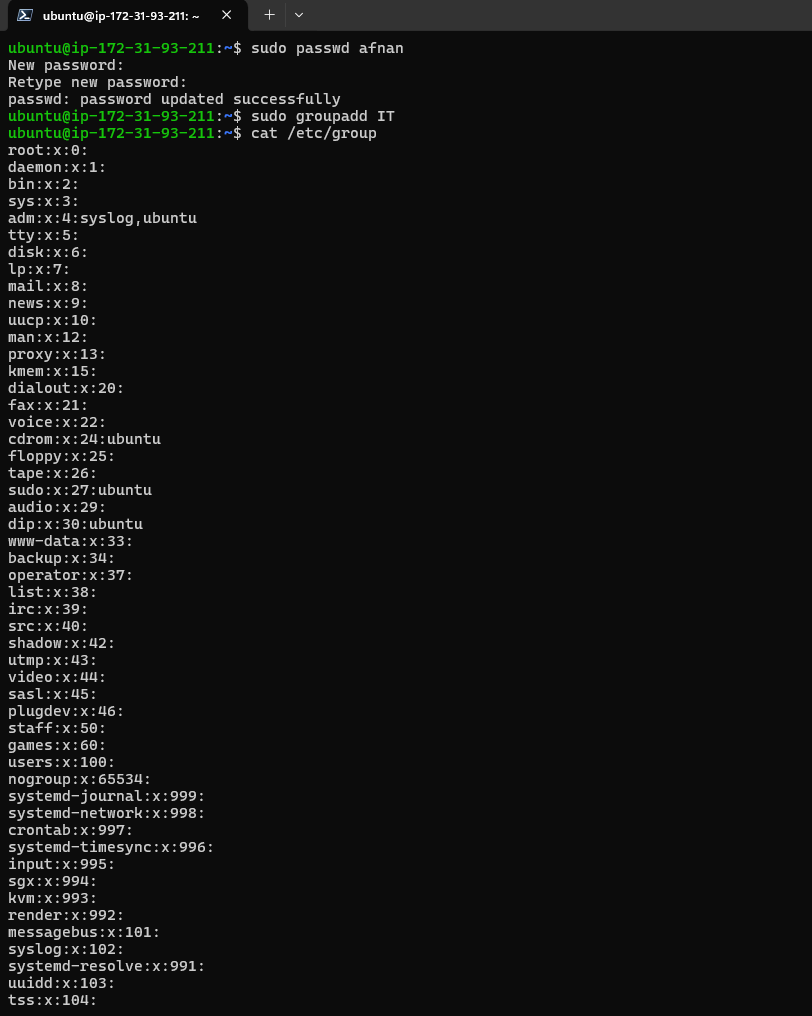 ubuntu@ip-172-31-93-211: ~
ubuntu@ip-172-31-93-211:~$ sudo passwd afnan
New password:
Retype new password:
passwd: password updated successfully
ubuntu@ip-172-31-93-211:~$ sudo groupadd IT
ubuntu@ip-172-31-93-211:~$ cat /etc/group
root:x:0:
daemon:x:1:
bin:x:2:
sys:x:3:
adm:x:4:syslog,ubuntu
tty:x:5:
disk:x:6:
lp:x:7:
mail:x:8:
news:x:9:
uucp:x:10:
man:x:12:
proxy:x:13:
kmem:x:15:
dialout:x:20:
fax:x:21:
voice:x:22:
cdrom:x:24:ubuntu
floppy:x:25:
tape:x:26:
sudo:x:27:ubuntu
audio:x:29:
dip:x:30:ubuntu
www-data:x:33:
backup:x:34:
operator:x:37:
list:x:38:
irc:x:39:
src:x:40:
shadow:x:42:
utmp:x:43:
video:x:44:
sasl:x:45:
plugdev:x:46:
staff:x:50:
games:x:60:
users:x:100:
nogroup:x:65534:
systemd-journal:x:999:
systemd-network:x:998:
crontab:x:997:
systemd-timesync:x:996:
input:x:995:
sgx:x:994:
kvm:x:993:
render:x:992:
messagebus:x:101:
syslog:x:102:
systemd-resolve:x:991:
uuidd:x:103:
tss:x:104: